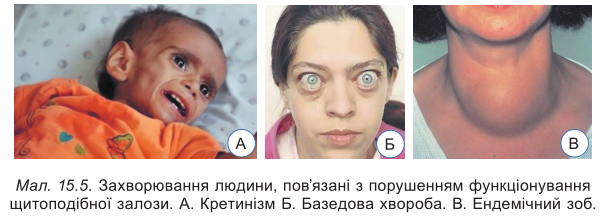 А
Б
В
Мал. 15.5. Захворювання людини, пов'язані з порушенням функціонування
щитоподібної залози. А. Кретинізм Б. Базедова хвороба. В. Ендемічний зоб.